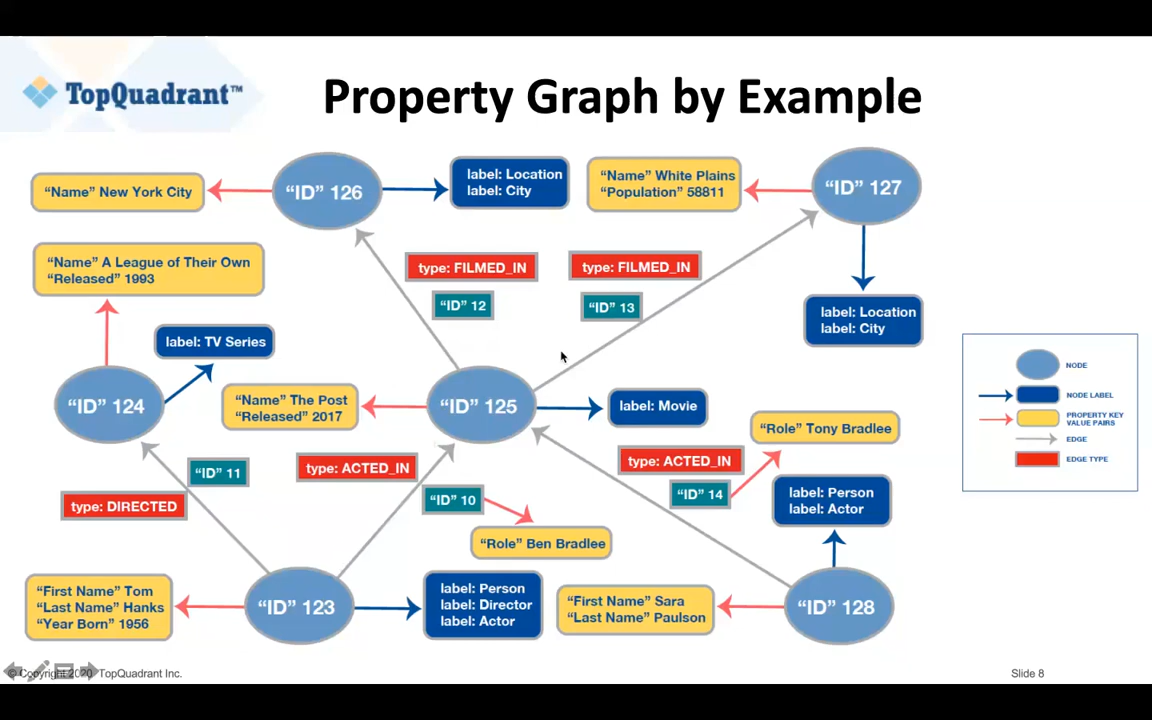 TopQuadrant™
Property Graph by Example
“Name” New York City
“ID” 126
label: Location
label: City
“Name” White Plains
“Population” 58811
“ID” 127
“Name” A League of Their Own
“Released” 1993
type: FILMED_IN
“ID” 12
type: FILMED_IN
“ID” 13
label: Location
label: City
label: TV Series
“ID” 124
“Name” The Post
“Released” 2017
“ID” 125
label: Movie
“Role” Tony Bradlee
NODE
NODE LABEL
PROPERTY KEY
VALUE PAIRS
EDGE
EDGE TYPE
“ID” 11
type: DIRECTED
type: ACTED_IN
“ID” 10
“Role” Ben Bradlee
type: ACTED_IN
“ID” 14
label: Person
label: Actor
“First Name” Tom
“Last Name” Hanks
“Year Born” 1956
“ID” 123
label: Person
label: Director
label: Actor
“First Name” Sara
“Last Name” Paulson
“ID” 128
© Copyright 2020 TopQuadrant Inc.
Slide 8